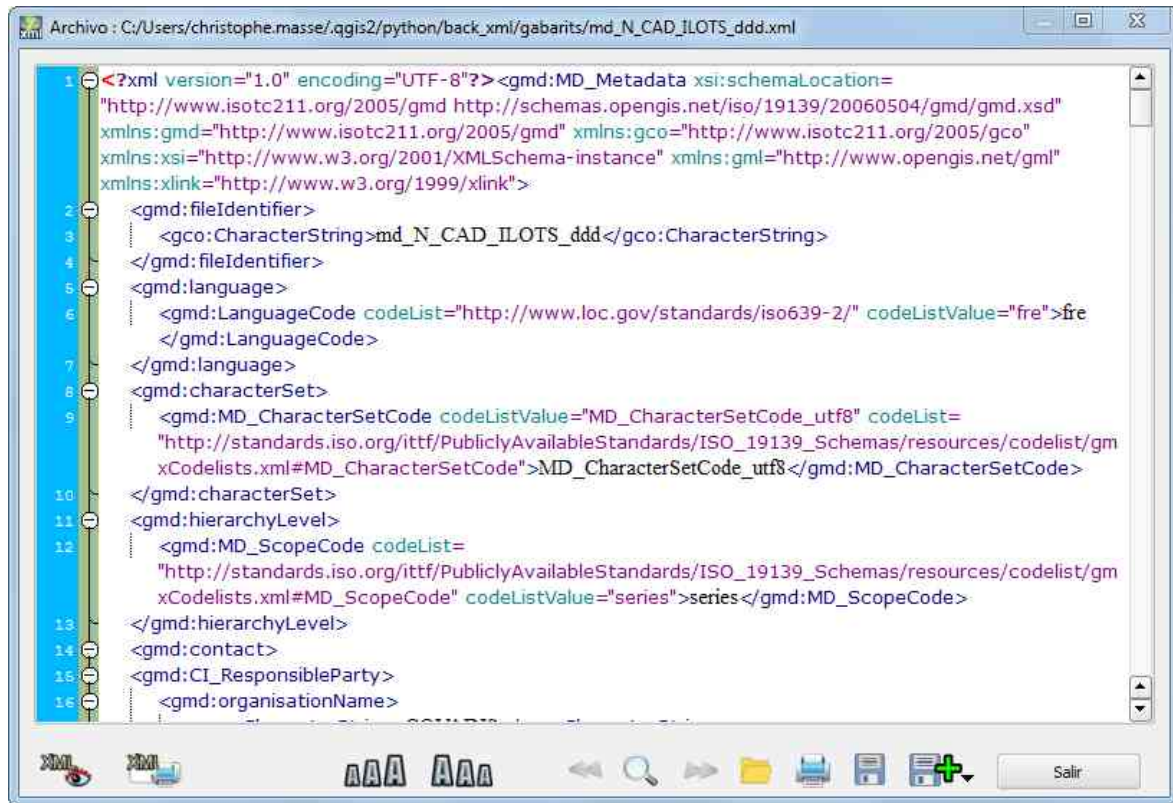 Archivo : C:/Users/christophe.masse/.qgis2/python/back_xml/gabarits/md_N_CAD_ILOTS_ddd.xml
1 <?xml version="1.0" encoding="UTF-8"?><gmd:MD_Metadata xsi:schemaLocation=
"http://www.isotc211.org/2005/gmd http://schemas.opengis.net/iso/19139/20060504/gmd/gmd.xsd"
xmlns:gmd="http://www.isotc211.org/2005/gmd" xmlns:gco="http://www.isotc211.org/2005/gco"
xmlns:xsi="http://www.w3.org/2001/XMLSchema-instance" xmlns:gml="http://www.opengis.net/gml"
xmlns:xlink="http://www.w3.org/1999/xlink">
2 <gmd:fileIdentifier>
3 <gco:CharacterString>md_N_CAD_ILOTS_ddd</gco:CharacterString>
4 </gmd:fileIdentifier>
5 <gmd:language>
6 <gmd:LanguageCode codeList="http://www.loc.gov/standards/iso639-2/" codeListValue="fre">fre
</gmd:LanguageCode>
7 </gmd:language>
8 <gmd:characterSet>
9 <gmd:MD_CharacterSetCode codeListValue="MD_CharacterSetCode_utf8" codeList=
"http://standards.iso.org/ittf/PubliclyAvailableStandards/ISO_19139_Schemas/resources/codelist/gm
xCodelists.xml#MD_CharacterSetCode">MD_CharacterSetCode_utf8</gmd:MD_CharacterSetCode>
10 </gmd:characterSet>
11 <gmd:hierarchyLevel>
12 <gmd:MD_ScopeCode codeList=
"http://standards.iso.org/ittf/PubliclyAvailableStandards/ISO_19139_Schemas/resources/codelist/gm
xCodelists.xml#MD_ScopeCode" codeListValue="series">series</gmd:MD_ScopeCode>
13 </gmd:hierarchyLevel>
14 <gmd:contact>
15 <gmd:CI_ResponsibleParty>
16 <gmd:organisationName>
XML XML AAA AAA Salir